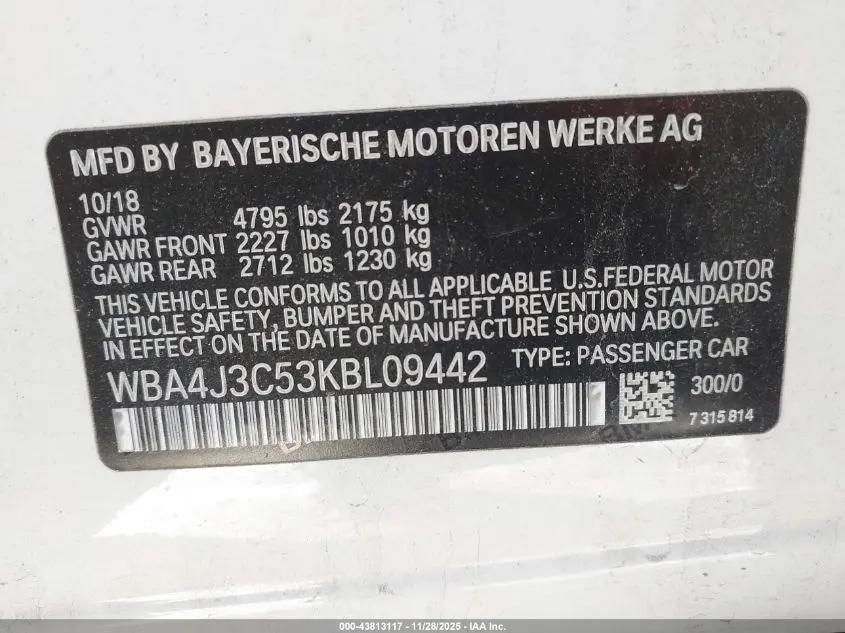 MFD BY BAYERISCHE MOTOREN WERKE AG
10/18
GVWR 4795 lbs 2175 kg
GAWR FRONT 2227 lbs 1010 kg
GAWR REAR 2712 lbs 1230 kg
THIS VEHICLE CONFORMS TO ALL APPLICABLE U.S.FEDERAL MOTOR
VEHICLE SAFETY, BUMPER AND THEFT PREVENTION STANDARDS
IN EFFECT ON THE DATE OF MANUFACTURE SHOWN ABOVE.
WBA4J3C53KBL09442 TYPE: PASSENGER CAR
300/0
7 315 814
000-43813117 - 11/28/2025 - IAA Inc.